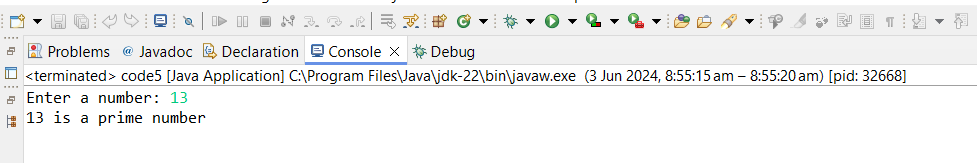 Problems @ Javadoc Declaration Console Debug
<terminated> code5 [Java Application] C:\Program Files\Java\jdk-22\bin\javaw.exe (3 Jun 2024, 8:55:15 am – 8:55:20 am) [pid: 32668]
Enter a number: 13
13 is a prime number